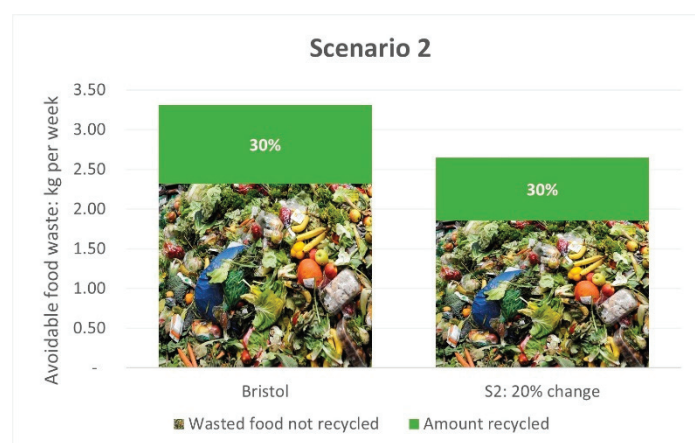 Scenario 2
Avoidable food waste: kg per week
3.50
3.00
2.50
2.00
1.50
1.00
0.50
-
30%
30%
Bristol
S2: 20% change
Wasted food not recycled
Amount recycled